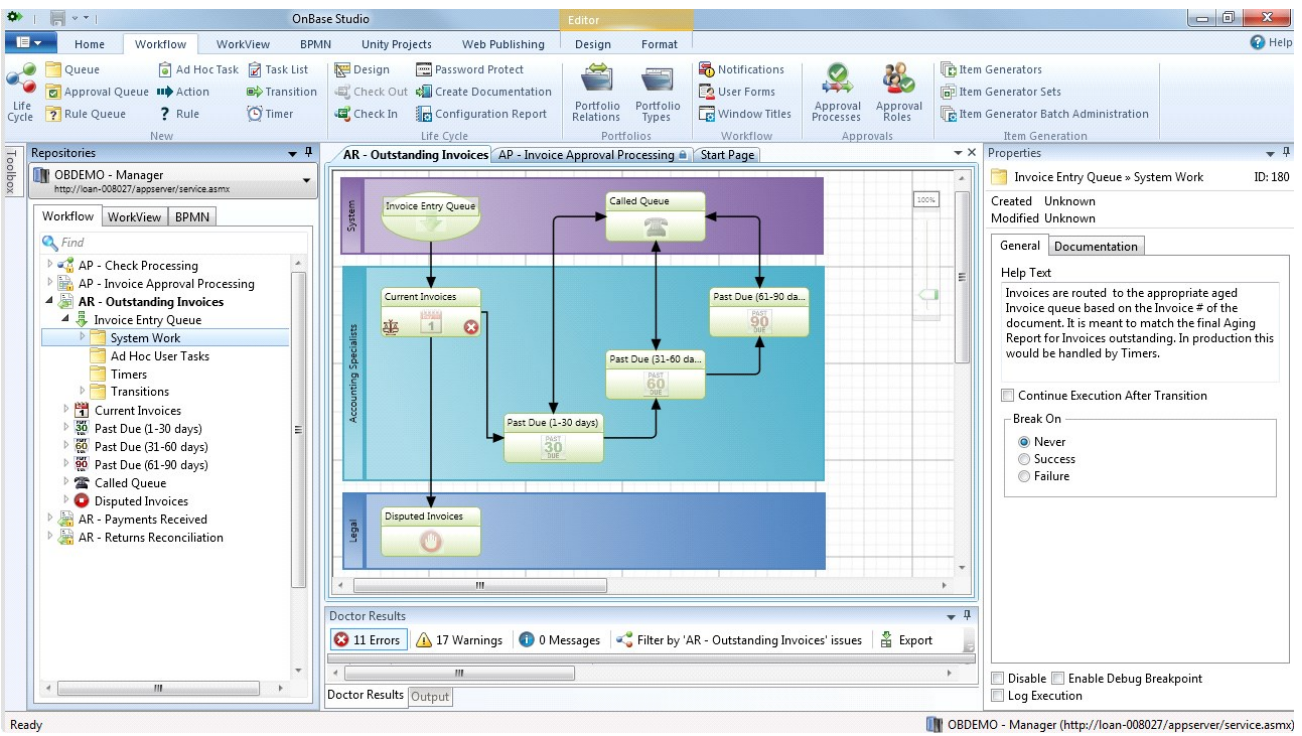 OnBase Studio
Editor
Home Workflow WorkView BPMN Unity Projects Web Publishing Design Format Help
Queue Ad Hoc Task Task List Design Password Protect Notifications Item Generators
Approval Queue Action Transition Check Out Create Documentation User Forms Item Generator Sets
Rule Queue Rule Timer Check In Configuration Report Window Titles Item Generator Batch Administration
Life Cycle
Portfolio Relations
Portfolio Types
Approval Processes
Approval Roles
New Life Cycle Portfolios Workflow Approvals Item Generation
Toolbox
Repositories
OBDEMO - Manager
http://loan-008027/appserver/service.asmx
Workflow WorkView BPMN
Find
AP - Check Processing
AP - Invoice Approval Processing
AR - Outstanding Invoices
Invoice Entry Queue
System Work
Ad Hoc User Tasks
Timers
Transitions
Current Invoices
30 Past Due (1-30 days)
60 Past Due (31-60 days)
90 Past Due (61-90 days)
Called Queue
Disputed Invoices
AR - Payments Received
AR - Returns Reconciliation
AR - Outstanding Invoices AP - Invoice Approval Processing Start Page
System
Invoice Entry Queue
Called Queue
100%
Accounting Specialists
Current Invoices
1
Past Due (61-90 da...
PAST
90
DUE
Past Due (31-60 da...
PAST
60
DUE
Past Due (1-30 days)
PAST
30
DUE
Legal
Disputed Invoices
Doctor Results
11 Errors 17 Warnings 0 Messages Filter by 'AR - Outstanding Invoices' issues Export
Doctor Results Output
Properties
Invoice Entry Queue » System Work ID: 180
Created Unknown
Modified Unknown
General Documentation
Help Text
Invoices are routed to the appropriate aged
Invoice queue based on the Invoice # of the
document. It is meant to match the final Aging
Report for Invoices outstanding. In production this
would be handled by Timers.
Continue Execution After Transition
Break On
Never
Success
Failure
Disable Enable Debug Breakpoint
Log Execution
Ready
OBDEMO - Manager (http://loan-008027/appserver/service.asmx)